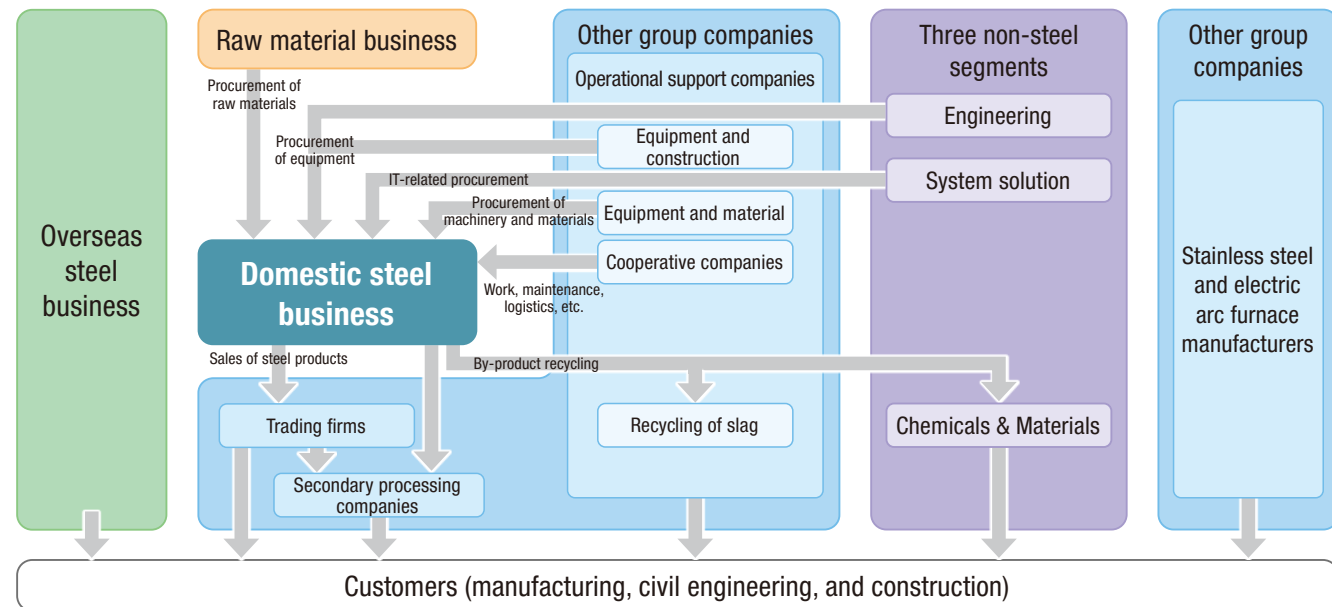 Overseas
steel
business
Raw material business
Procurement of
raw materials
Procurement
of equipment
IT-related procurement
Procurement of
machinery and materials
Domestic steel
business
Work, maintenance,
logistics, etc.
Sales of steel products
By-product recycling
Trading firms
Secondary processing
companies
Other group companies
Operational support companies
Equipment and
construction
Equipment and material
Cooperative companies
Recycling of slag
Three non-steel
segments
Engineering
System solution
Chemicals & Materials
Other group
companies
Stainless steel
and electric
arc furnace
manufacturers
Customers (manufacturing, civil engineering, and construction)